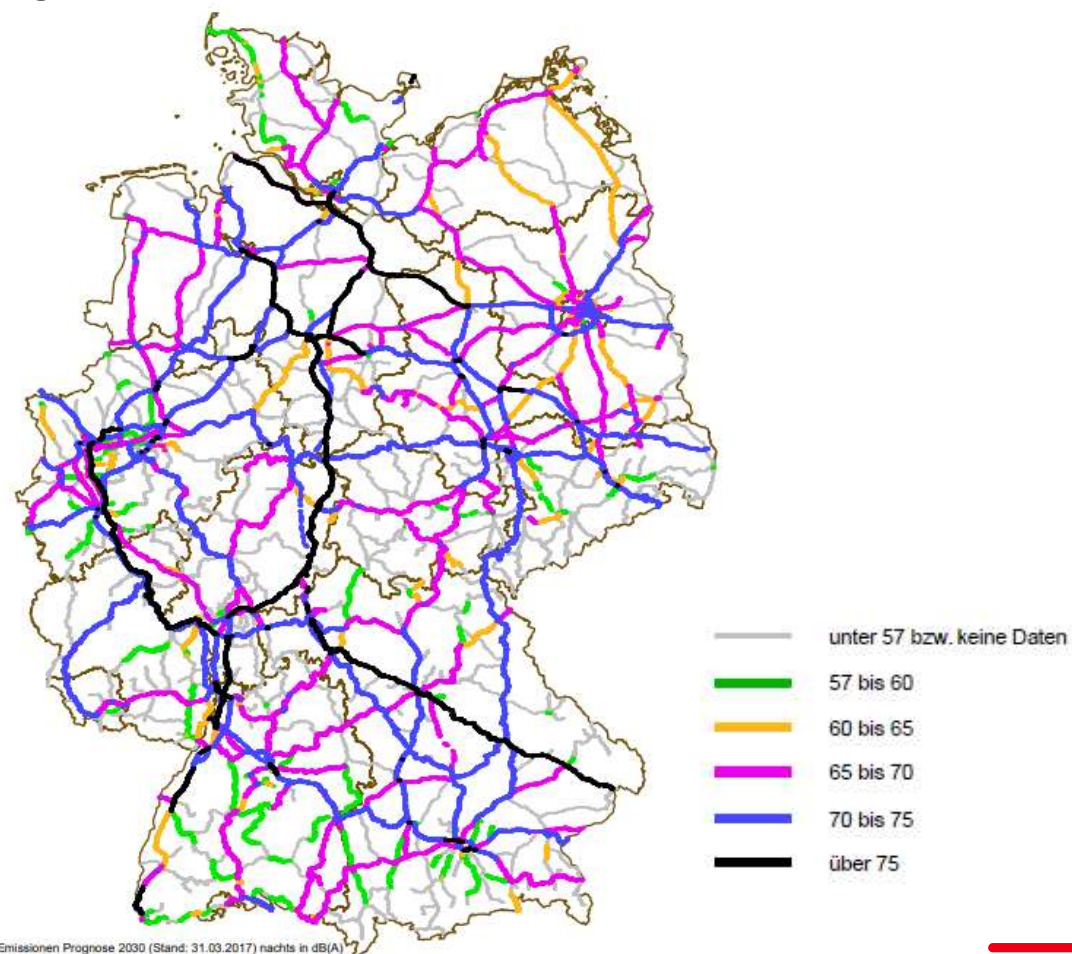 unter 57 bzw. keine Daten
57 bis 60
60 bis 65
65 bis 70
70 bis 75
über 75
Emissionen Prognose 2030 (Stand: 31.03.2017) nachts in dB(A)